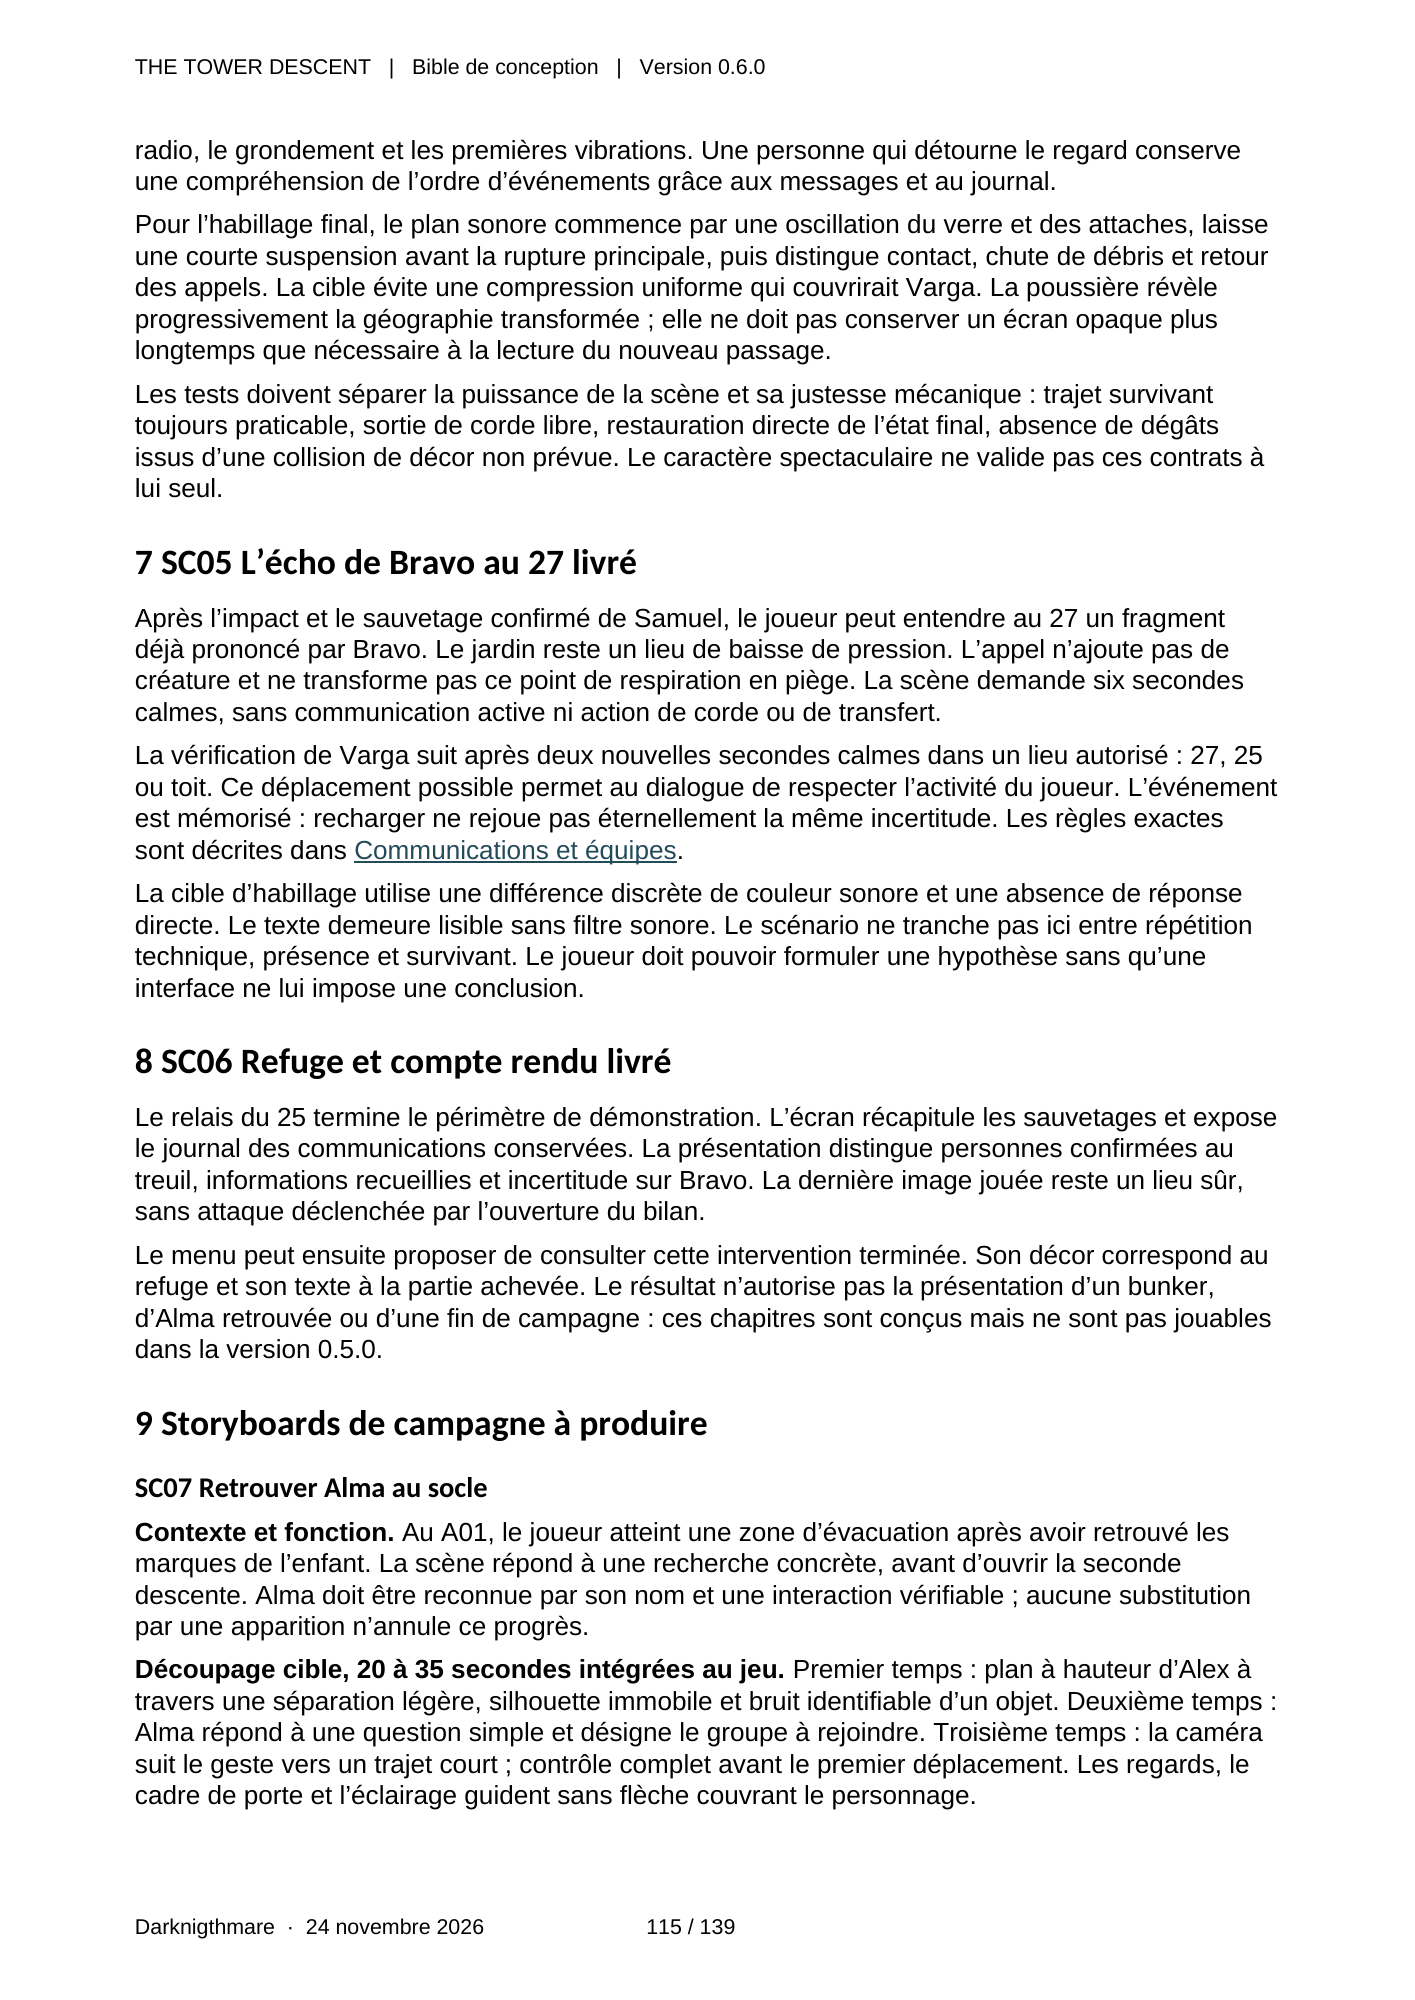 THE TOWER DESCENT | Bible de conception | Version 0.6.0
radio, le grondement et les premières vibrations. Une personne qui détourne le regard conserve
une compréhension de l’ordre d’événements grâce aux messages et au journal.
Pour l’habillage final, le plan sonore commence par une oscillation du verre et des attaches, laisse
une courte suspension avant la rupture principale, puis distingue contact, chute de débris et retour
des appels. La cible évite une compression uniforme qui couvrirait Varga. La poussière révèle
progressivement la géographie transformée ; elle ne doit pas conserver un écran opaque plus
longtemps que nécessaire à la lecture du nouveau passage.
Les tests doivent séparer la puissance de la scène et sa justesse mécanique : trajet survivant
toujours praticable, sortie de corde libre, restauration directe de l’état final, absence de dégâts
issus d’une collision de décor non prévue. Le caractère spectaculaire ne valide pas ces contrats à
lui seul.
7 SC05 L’écho de Bravo au 27 livré
Après l’impact et le sauvetage confirmé de Samuel, le joueur peut entendre au 27 un fragment
déjà prononcé par Bravo. Le jardin reste un lieu de baisse de pression. L’appel n’ajoute pas de
créature et ne transforme pas ce point de respiration en piège. La scène demande six secondes
calmes, sans communication active ni action de corde ou de transfert.
La vérification de Varga suit après deux nouvelles secondes calmes dans un lieu autorisé : 27, 25
ou toit. Ce déplacement possible permet au dialogue de respecter l’activité du joueur. L’événement
est mémorisé : recharger ne rejoue pas éternellement la même incertitude. Les règles exactes
sont décrites dans Communications et équipes.
La cible d’habillage utilise une différence discrète de couleur sonore et une absence de réponse
directe. Le texte demeure lisible sans filtre sonore. Le scénario ne tranche pas ici entre répétition
technique, présence et survivant. Le joueur doit pouvoir formuler une hypothèse sans qu’une
interface ne lui impose une conclusion.
8 SC06 Refuge et compte rendu livré
Le relais du 25 termine le périmètre de démonstration. L’écran récapitule les sauvetages et expose
le journal des communications conservées. La présentation distingue personnes confirmées au
treuil, informations recueillies et incertitude sur Bravo. La dernière image jouée reste un lieu sûr,
sans attaque déclenchée par l’ouverture du bilan.
Le menu peut ensuite proposer de consulter cette intervention terminée. Son décor correspond au
refuge et son texte à la partie achevée. Le résultat n’autorise pas la présentation d’un bunker,
d’Alma retrouvée ou d’une fin de campagne : ces chapitres sont conçus mais ne sont pas jouables
dans la version 0.5.0.
9 Storyboards de campagne à produire
SC07 Retrouver Alma au socle
Contexte et fonction. Au A01, le joueur atteint une zone d’évacuation après avoir retrouvé les
marques de l’enfant. La scène répond à une recherche concrète, avant d’ouvrir la seconde
descente. Alma doit être reconnue par son nom et une interaction vérifiable ; aucune substitution
par une apparition n’annule ce progrès.
Découpage cible, 20 à 35 secondes intégrées au jeu. Premier temps : plan à hauteur d’Alex à
travers une séparation légère, silhouette immobile et bruit identifiable d’un objet. Deuxième temps :
Alma répond à une question simple et désigne le groupe à rejoindre. Troisième temps : la caméra
suit le geste vers un trajet court ; contrôle complet avant le premier déplacement. Les regards, le
cadre de porte et l’éclairage guident sans flèche couvrant le personnage.
Darknigthmare · 24 novembre 2026 115 / 139